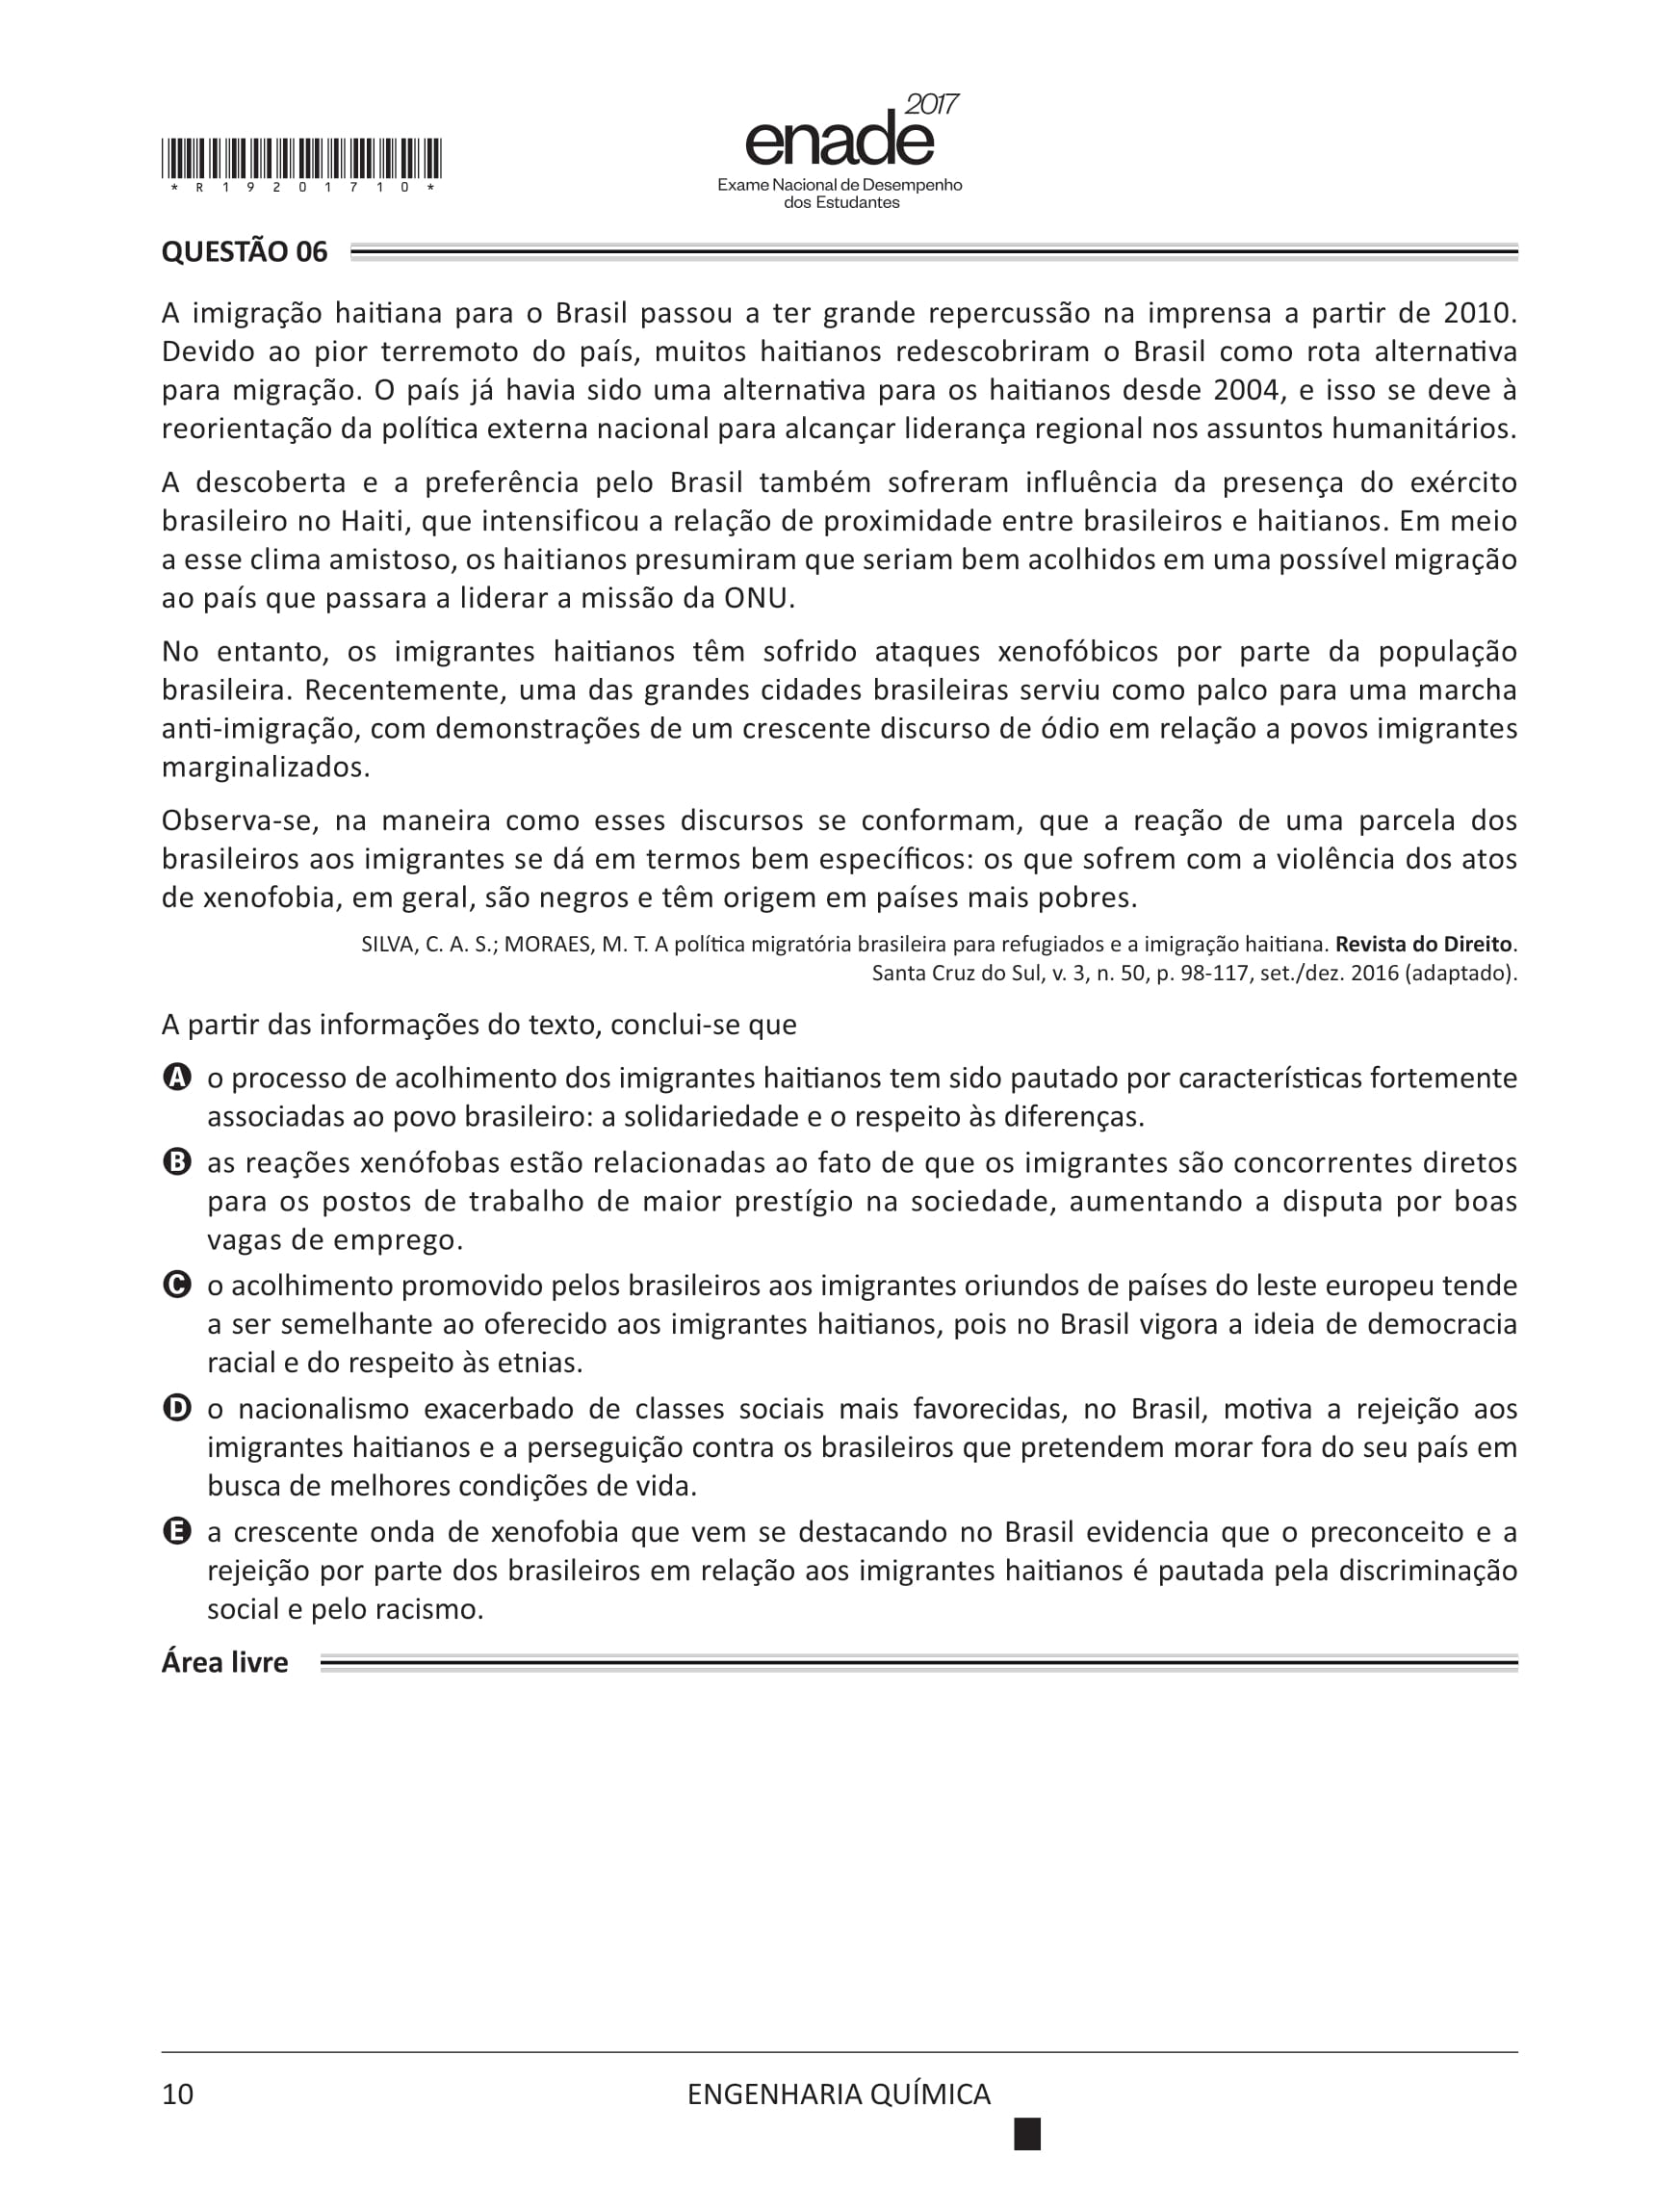 enade 2017
Exame Nacional de Desempenho
dos Estudantes
*R19201710*
QUESTÃO 06
A imigração haitiana para o Brasil passou a ter grande repercussão na imprensa a partir de 2010.
Devido ao pior terremoto do país, muitos haitianos redescobriram o Brasil como rota alternativa
para migração. O país já havia sido uma alternativa para os haitianos desde 2004, e isso se deve à
reorientação da política externa nacional para alcançar liderança regional nos assuntos humanitários.
A descoberta e a preferência pelo Brasil também sofreram influência da presença do exército
brasileiro no Haiti, que intensificou a relação de proximidade entre brasileiros e haitianos. Em meio
a esse clima amistoso, os haitianos presumiram que seriam bem acolhidos em uma possível migração
ao país que passara a liderar a missão da ONU.
No entanto, os imigrantes haitianos têm sofrido ataques xenofóbicos por parte da população
brasileira. Recentemente, uma das grandes cidades brasileiras serviu como palco para uma marcha
anti-imigração, com demonstrações de um crescente discurso de ódio em relação a povos imigrantes
marginalizados.
Observa-se, na maneira como esses discursos se conformam, que a reação de uma parcela dos
brasileiros aos imigrantes se dá em termos bem específicos: os que sofrem com a violência dos atos
de xenofobia, em geral, são negros e têm origem em países mais pobres.
SILVA, C. A. S.; MORAES, M. T. A política migratória brasileira para refugiados e a imigração haitiana. Revista do Direito.
Santa Cruz do Sul, v. 3, n. 50, p. 98-117, set./dez. 2016 (adaptado).
A partir das informações do texto, conclui-se que
A o processo de acolhimento dos imigrantes haitianos tem sido pautado por características fortemente
associadas ao povo brasileiro: a solidariedade e o respeito às diferenças.
B as reações xenófobas estão relacionadas ao fato de que os imigrantes são concorrentes diretos
para os postos de trabalho de maior prestígio na sociedade, aumentando a disputa por boas
vagas de emprego.
C o acolhimento promovido pelos brasileiros aos imigrantes oriundos de países do leste europeu tende
a ser semelhante ao oferecido aos imigrantes haitianos, pois no Brasil vigora a ideia de democracia
racial e do respeito às etnias.
D o nacionalismo exacerbado de classes sociais mais favorecidas, no Brasil, motiva a rejeição aos
imigrantes haitianos e a perseguição contra os brasileiros que pretendem morar fora do seu país em
busca de melhores condições de vida.
E a crescente onda de xenofobia que vem se destacando no Brasil evidencia que o preconceito e a
rejeição por parte dos brasileiros em relação aos imigrantes haitianos é pautada pela discriminação
social e pelo racismo.
Área livre
10
ENGENHARIA QUÍMICA